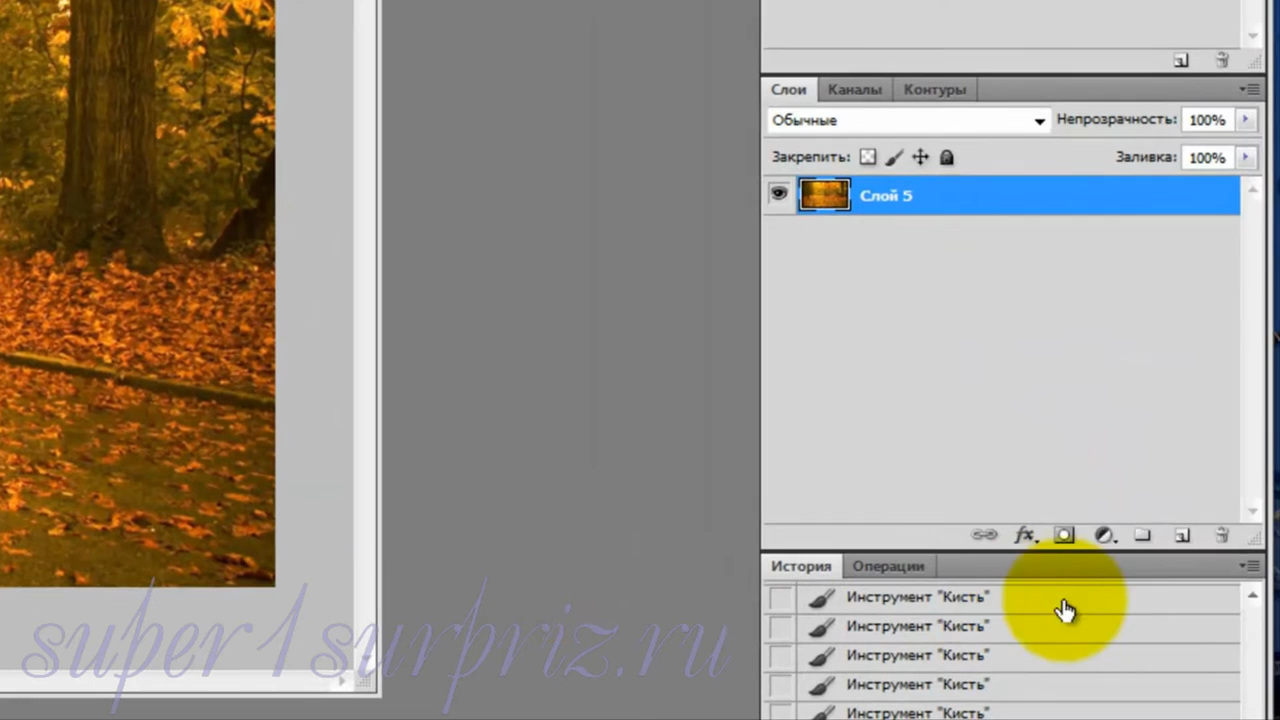 Слои Каналы Контуры
Обычные Непрозрачность: 100%
Закрепить: Заливка: 100%
Слой 5
fx
История Операции
Инструмент "Кисть"
Инструмент "Кисть"
Инструмент "Кисть"
Инструмент "Кисть"
Инструмент "Кисть"
super1surpriz.ru